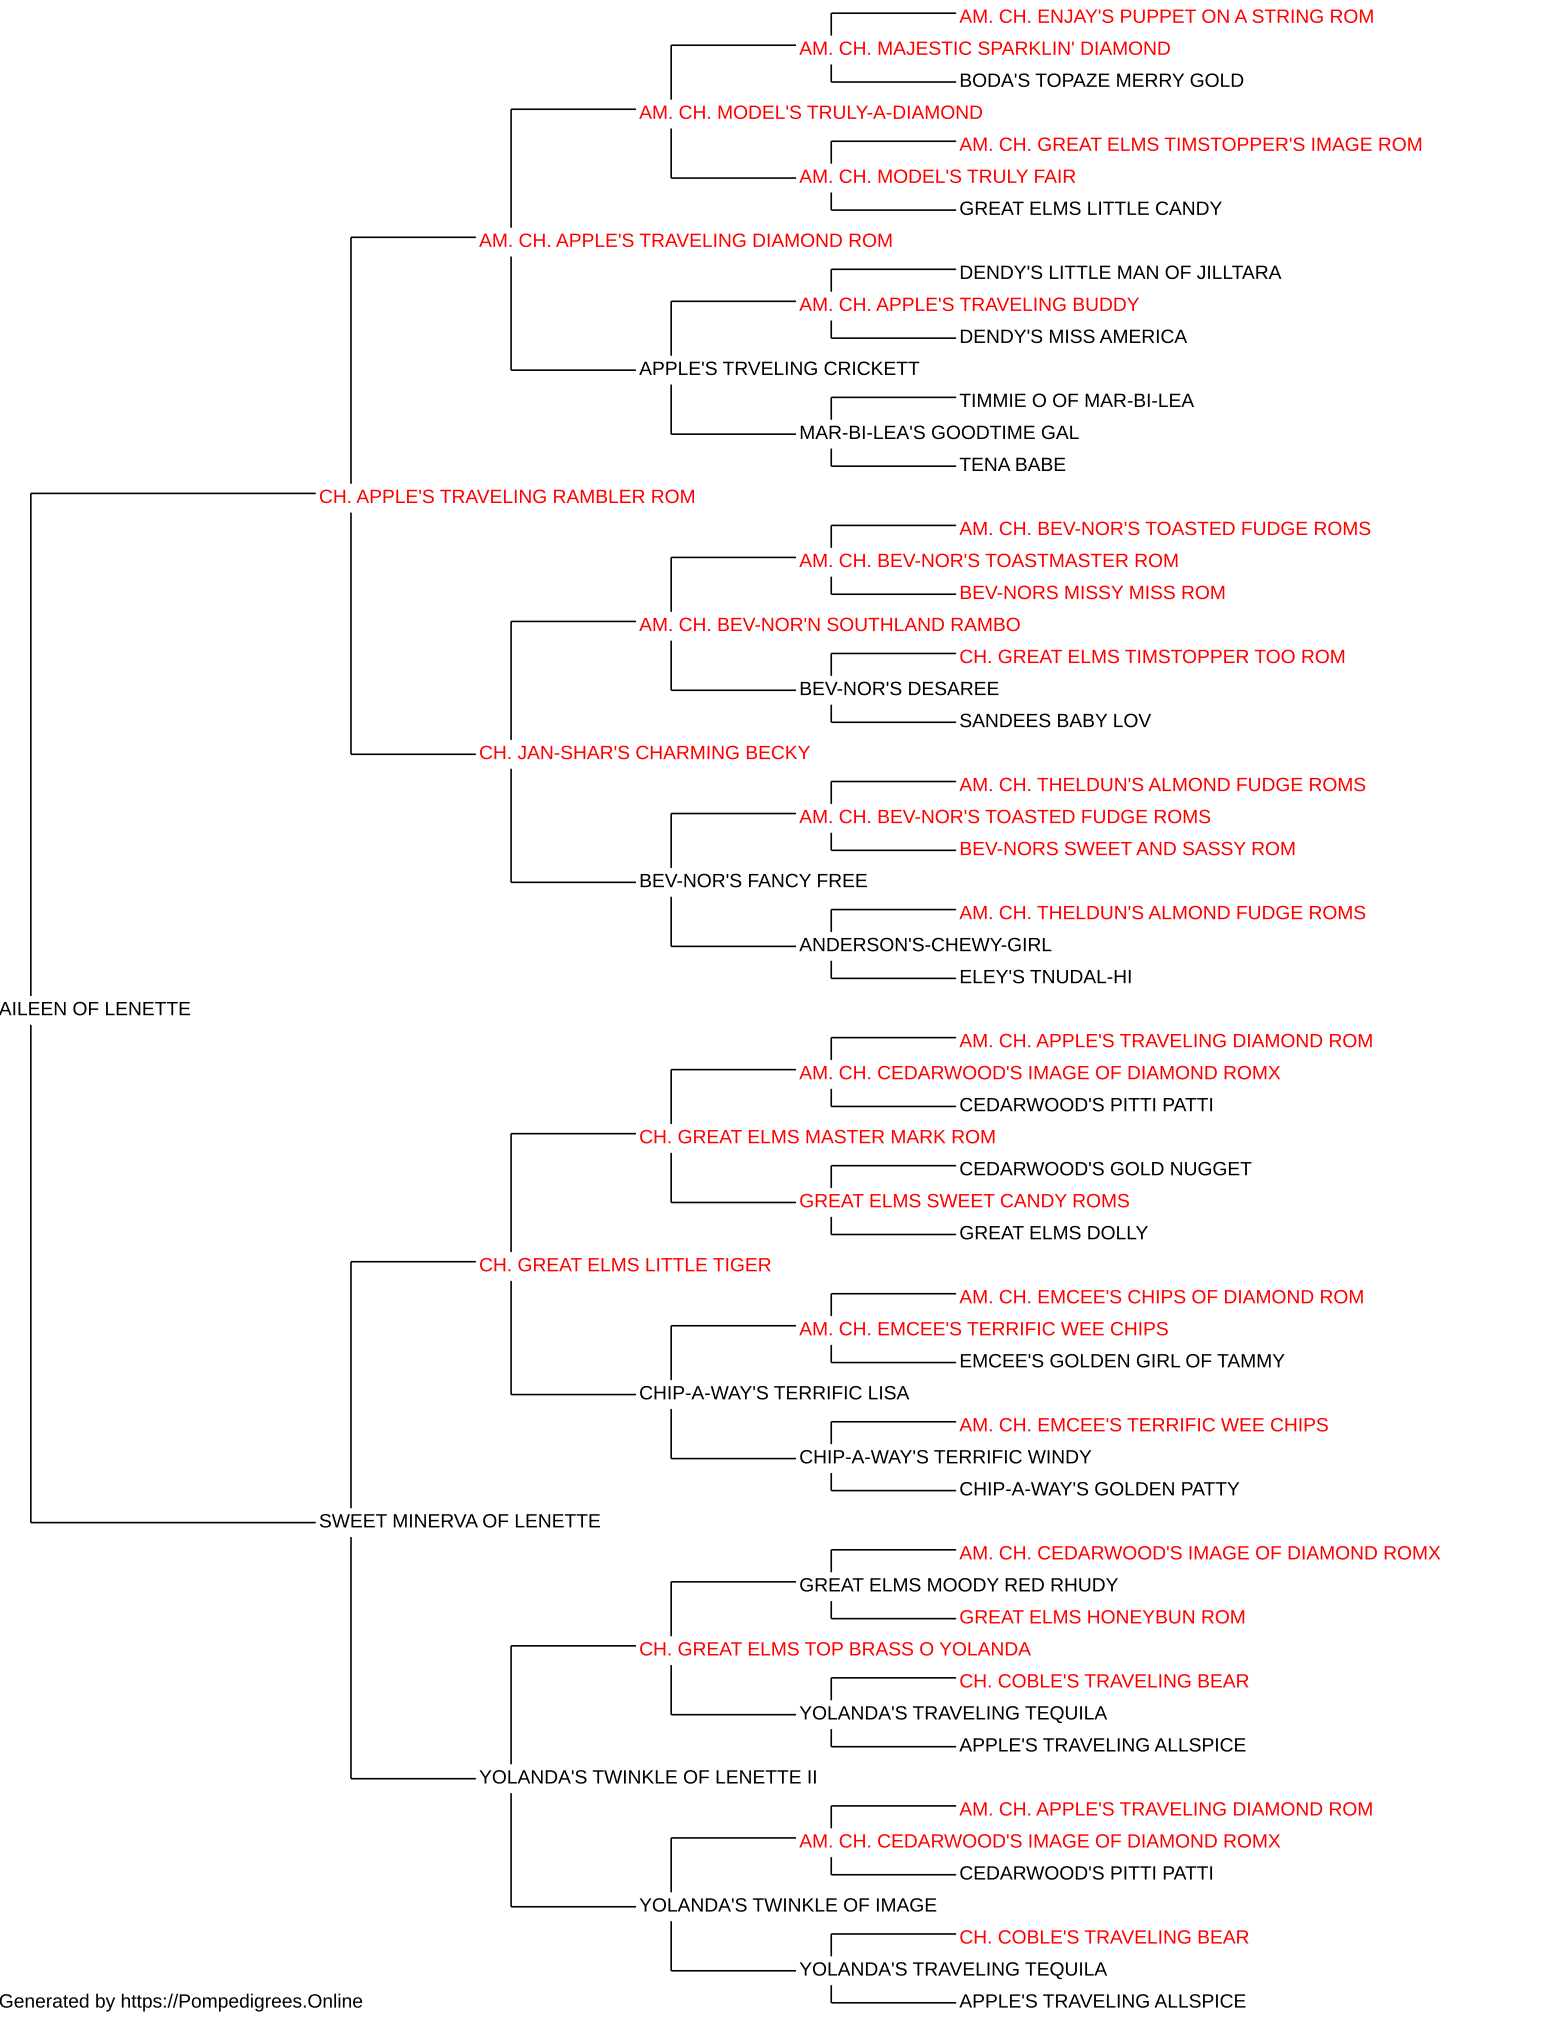 AM. CH. ENJAY'S PUPPET ON A STRING ROM
AM. CH. MAJESTIC SPARKLIN' DIAMOND
BODA'S TOPAZE MERRY GOLD
AM. CH. MODEL'S TRULY-A-DIAMOND
AM. CH. GREAT ELMS TIMSTOPPER'S IMAGE ROM
AM. CH. MODEL'S TRULY FAIR
GREAT ELMS LITTLE CANDY
AM. CH. APPLE'S TRAVELING DIAMOND ROM
DENDY'S LITTLE MAN OF JILLTARA
AM. CH. APPLE'S TRAVELING BUDDY
DENDY'S MISS AMERICA
APPLE'S TRVELING CRICKETT
TIMMIE O OF MAR-BI-LEA
MAR-BI-LEA'S GOODTIME GAL
TENA BABE
CH. APPLE'S TRAVELING RAMBLER ROM
AM. CH. BEV-NOR'S TOASTED FUDGE ROMS
AM. CH. BEV-NOR'S TOASTMASTER ROM
BEV-NORS MISSY MISS ROM
AM. CH. BEV-NOR'N SOUTHLAND RAMBO
CH. GREAT ELMS TIMSTOPPER TOO ROM
BEV-NOR'S DESAREE
SANDEES BABY LOV
CH. JAN-SHAR'S CHARMING BECKY
AM. CH. THELDUN'S ALMOND FUDGE ROMS
AM. CH. BEV-NOR'S TOASTED FUDGE ROMS
BEV-NORS SWEET AND SASSY ROM
BEV-NOR'S FANCY FREE
AM. CH. THELDUN'S ALMOND FUDGE ROMS
ANDERSON'S-CHEWY-GIRL
ELEY'S TNUDAL-HI
AILEEN OF LENETTE
AM. CH. APPLE'S TRAVELING DIAMOND ROM
AM. CH. CEDARWOOD'S IMAGE OF DIAMOND ROMX
CEDARWOOD'S PITTI PATTI
CH. GREAT ELMS MASTER MARK ROM
CEDARWOOD'S GOLD NUGGET
GREAT ELMS SWEET CANDY ROMS
GREAT ELMS DOLLY
CH. GREAT ELMS LITTLE TIGER
AM. CH. EMCEE'S CHIPS OF DIAMOND ROM
AM. CH. EMCEE'S TERRIFIC WEE CHIPS
EMCEE'S GOLDEN GIRL OF TAMMY
CHIP-A-WAY'S TERRIFIC LISA
AM. CH. EMCEE'S TERRIFIC WEE CHIPS
CHIP-A-WAY'S TERRIFIC WINDY
CHIP-A-WAY'S GOLDEN PATTY
SWEET MINERVA OF LENETTE
AM. CH. CEDARWOOD'S IMAGE OF DIAMOND ROMX
GREAT ELMS MOODY RED RHUDY
GREAT ELMS HONEYBUN ROM
CH. GREAT ELMS TOP BRASS O YOLANDA
CH. COBLE'S TRAVELING BEAR
YOLANDA'S TRAVELING TEQUILA
APPLE'S TRAVELING ALLSPICE
YOLANDA'S TWINKLE OF LENETTE II
AM. CH. APPLE'S TRAVELING DIAMOND ROM
AM. CH. CEDARWOOD'S IMAGE OF DIAMOND ROMX
CEDARWOOD'S PITTI PATTI
YOLANDA'S TWINKLE OF IMAGE
CH. COBLE'S TRAVELING BEAR
YOLANDA'S TRAVELING TEQUILA
APPLE'S TRAVELING ALLSPICE
Generated by https://Pompedigrees.Online